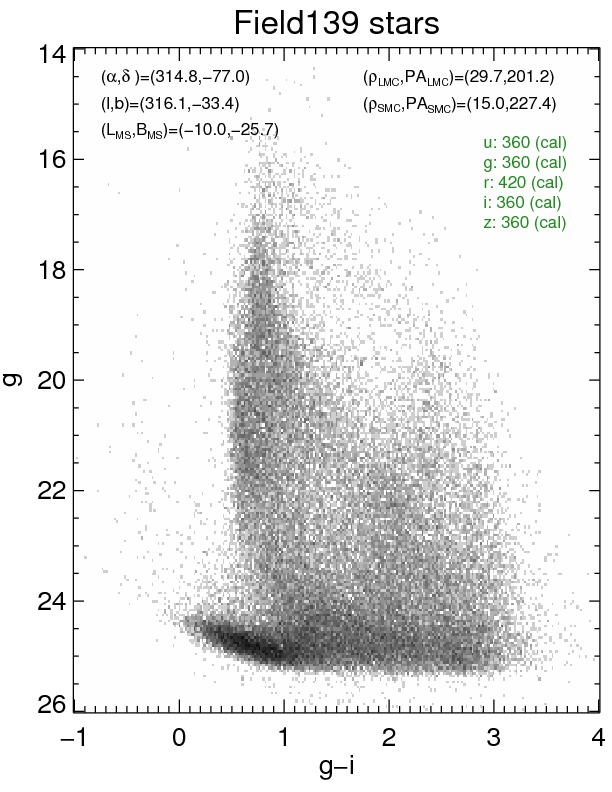 Field139 stars
(α,δ)=(314.8,−77.0)
(ρLMC,PALMC)=(29.7,201.2)
(l,b)=(316.1,−33.4)
(ρSMC,PASMC)=(15.0,227.4)
(LMS,BMS)=(−10.0,−25.7)
u: 360 (cal)
g: 360 (cal)
r: 420 (cal)
i: 360 (cal)
z: 360 (cal)
14
16
18
20
22
24
26
g
−1 0 1 2 3 4
g−i